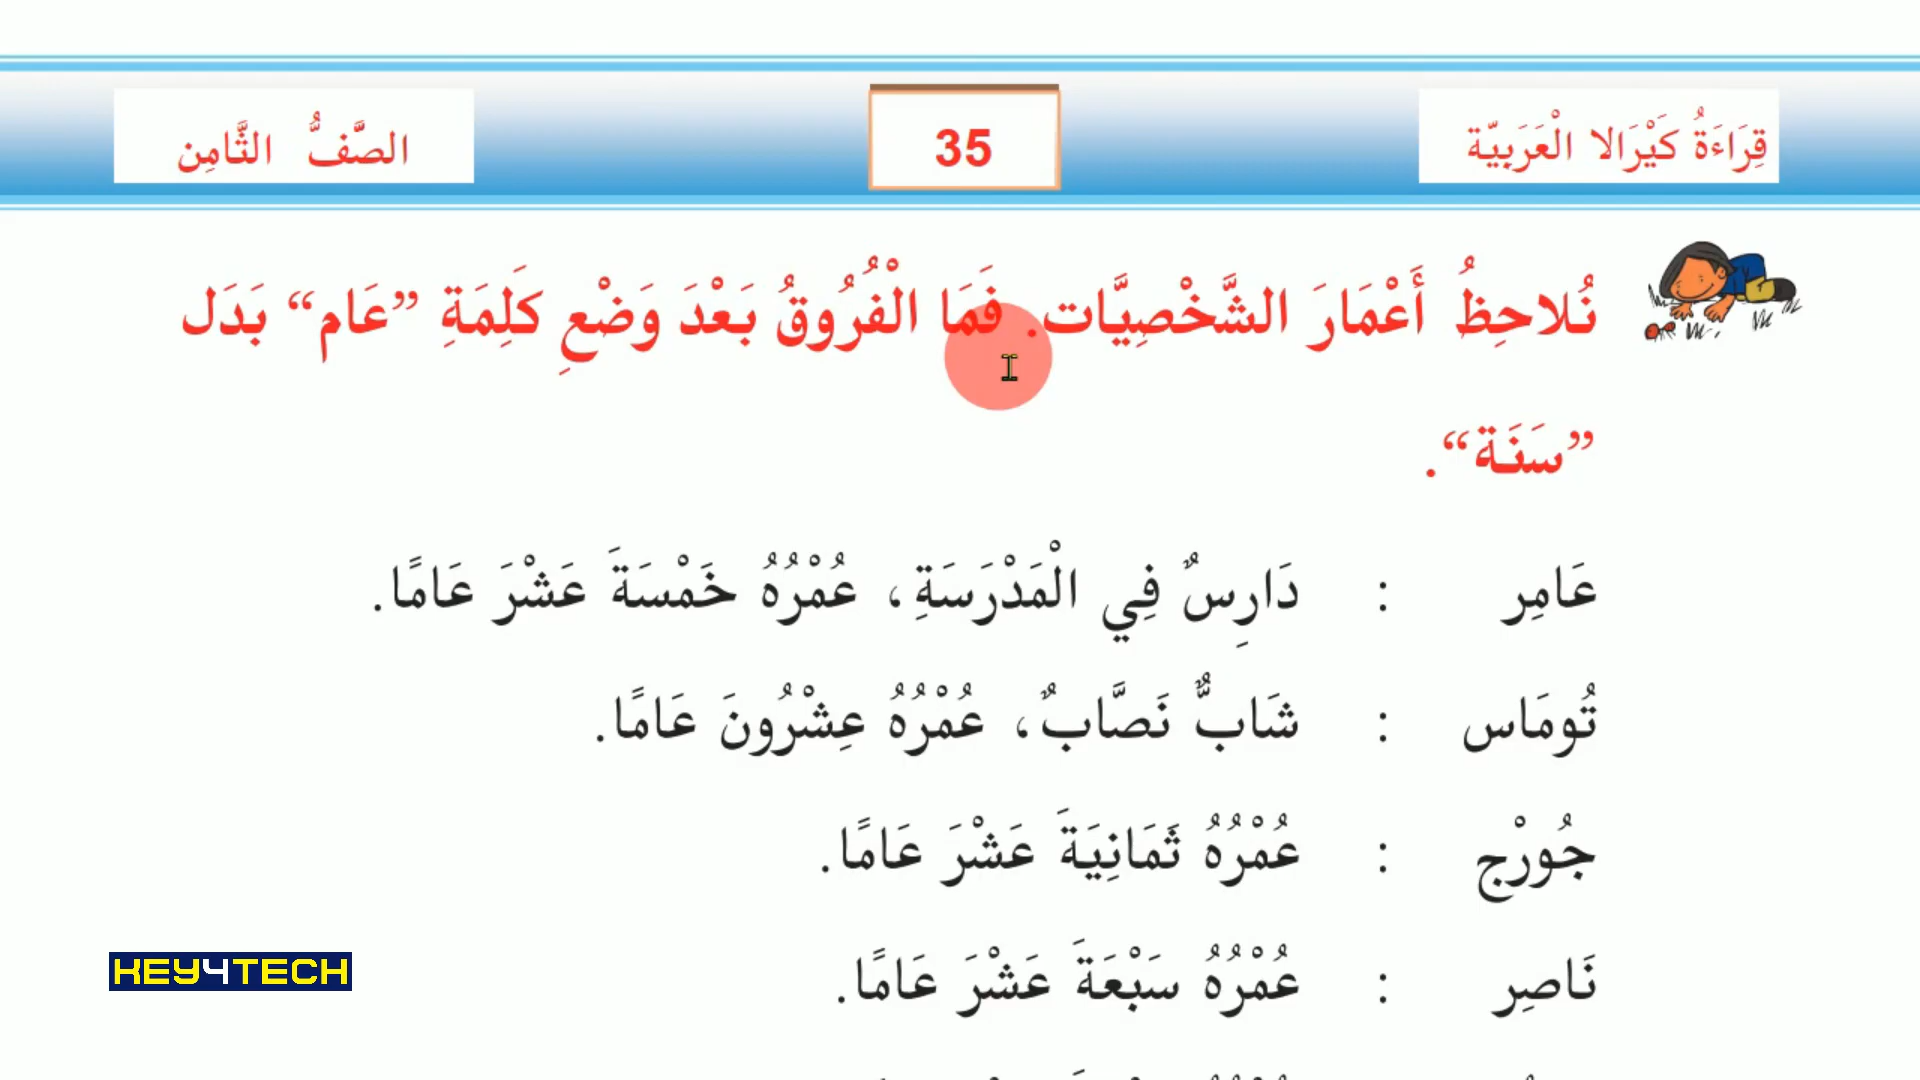 قِرَاءَةُ كَيْرَالا الْعَرَبِيّة
35
الصَّفُّ الثَّامِن
نُلاحِظُ أَعْمَارَ الشَّخْصِيَّات. فَمَا الْفُرُوقُ بَعْدَ وَضْعِ كَلِمَةِ ”عَام“ بَدَل
”سَنَة“.
عَامِر : دَارِسٌ فِي الْمَدْرَسَةِ، عُمْرُهُ خَمْسَةَ عَشْرَ عَامًا.
تُومَاس : شَابٌّ نَصَّابٌ، عُمْرُهُ عِشْرُونَ عَامًا.
جُورْج : عُمْرُهُ ثَمَانِيَةَ عَشْرَ عَامًا.
نَاصِر : عُمْرُهُ سَبْعَةَ عَشْرَ عَامًا.
KEY4TECH